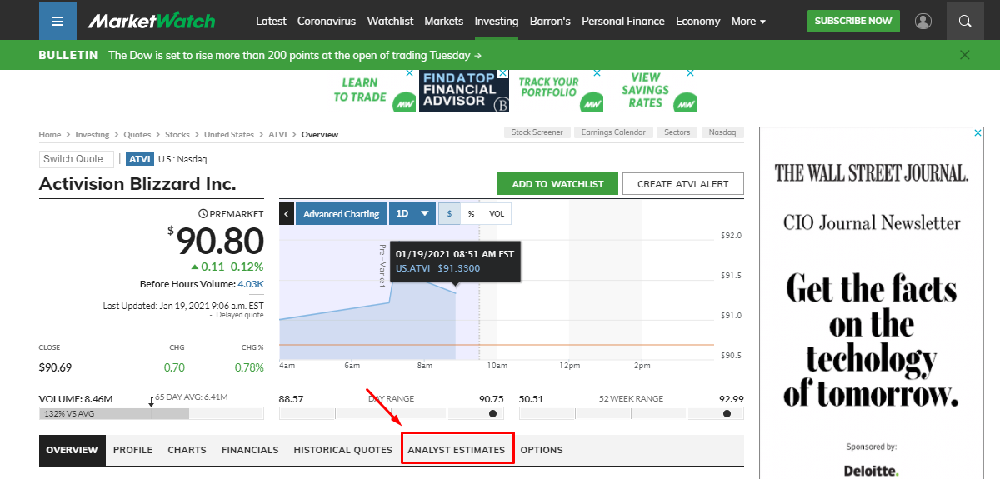 MarketWatch Latest Coronavirus Watchlist Markets Investing Barron's Personal Finance Economy More SUBSCRIBE NOW
BULLETIN The Dow is set to rise more than 200 points at the open of trading Tuesday →
LEARN
TO TRADE
MW
FIND A TOP
FINANCIAL
ADVISOR
B
TRACK YOUR
PORTFOLIO
MW
VIEW
SAVINGS
RATES
MW
Home > Investing > Quotes > Stocks > United States > ATVI > Overview
Stock Screener Earnings Calendar Sectors Nasdaq
Switch Quote | ATVI U.S.: Nasdaq
Activision Blizzard Inc.
ADD TO WATCHLIST CREATE ATVI ALERT
PREMARKET
$90.80
0.11 0.12%
Before Hours Volume: 4.03K
Last Updated: Jan 19, 2021 9:06 a.m. EST
- Delayed quote
CLOSE CHG CHG %
$90.69 0.70 0.78%
Advanced Charting 1D $ % VOL
Pre-Market
01/19/2021 08:51 AM EST
US:ATVI $91.3300
$92.0
$91.5
$91.0
$90.5
4am 6am 8am 10am 12pm 2pm
VOLUME: 8.46M 65 DAY AVG: 6.41M
132% VS AVG
88.57 DAY RANGE 90.75
50.51 52 WEEK RANGE 92.99
OVERVIEW PROFILE CHARTS FINANCIALS HISTORICAL QUOTES ANALYST ESTIMATES OPTIONS
THE WALL STREET JOURNAL.
CIO Journal Newsletter
Get the facts
on the
techology
of tomorrow.
Sponsored by:
Deloitte.